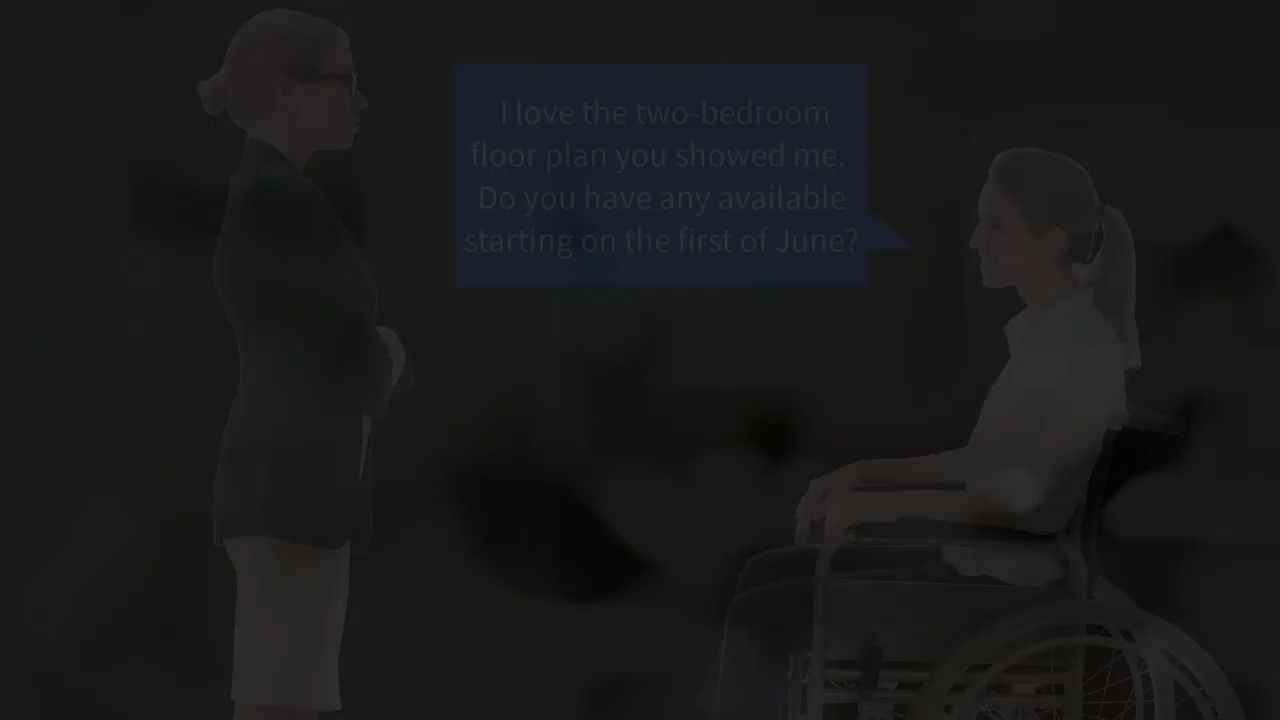 I love the two-bedroom
floor plan you showed me.
Do you have any available
starting on the first of June?